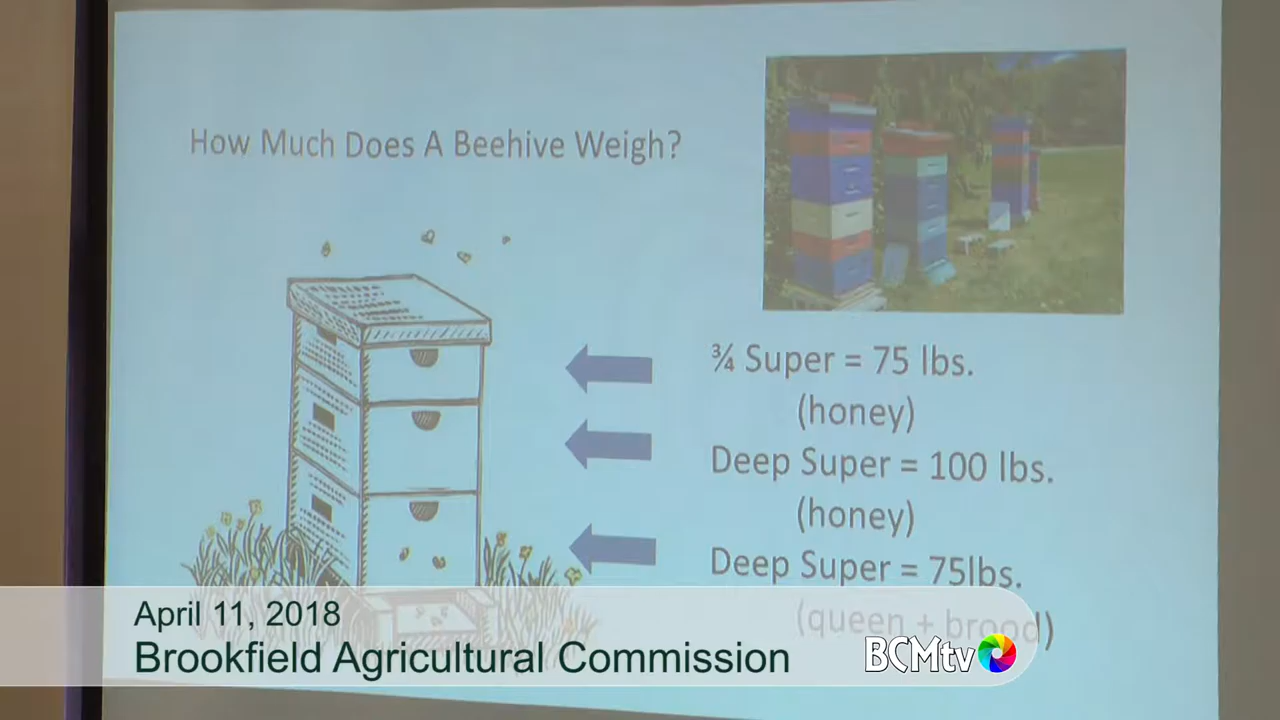 How Much Does A Beehive Weigh?
¾ Super = 75 lbs.
(honey)
Deep Super = 100 lbs.
(honey)
Deep Super = 75lbs.
(queen + brood)
April 11, 2018
Brookfield Agricultural Commission
BCMtv